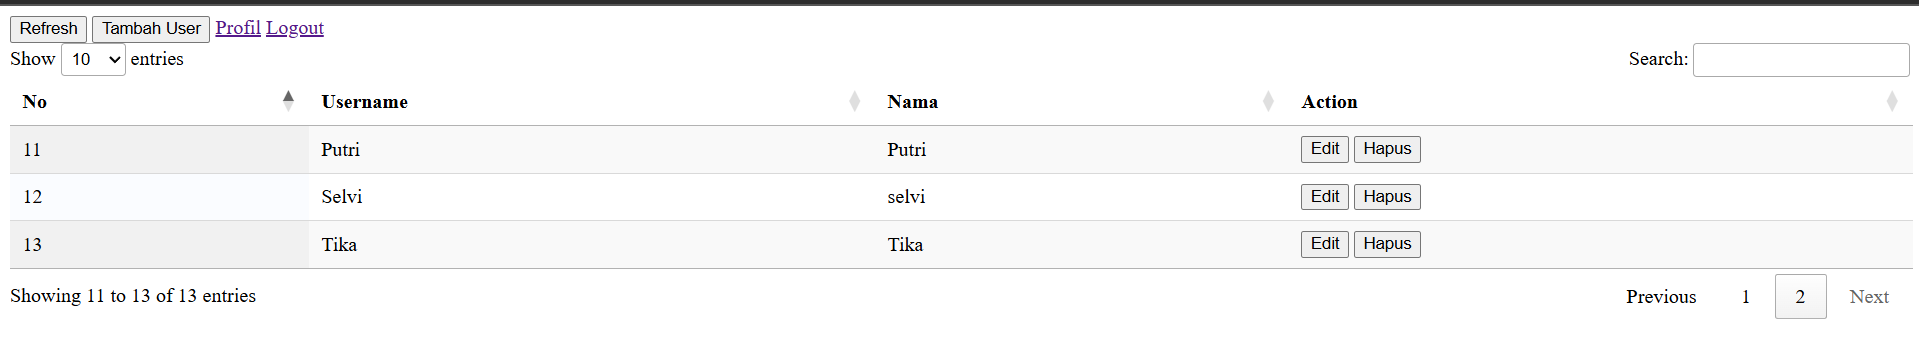 Refresh Tambah User Profil Logout
Show 10 entries Search:
No Username Nama Action
11 Putri Putri Edit Hapus
12 Selvi selvi Edit Hapus
13 Tika Tika Edit Hapus
Showing 11 to 13 of 13 entries Previous 1 2 Next